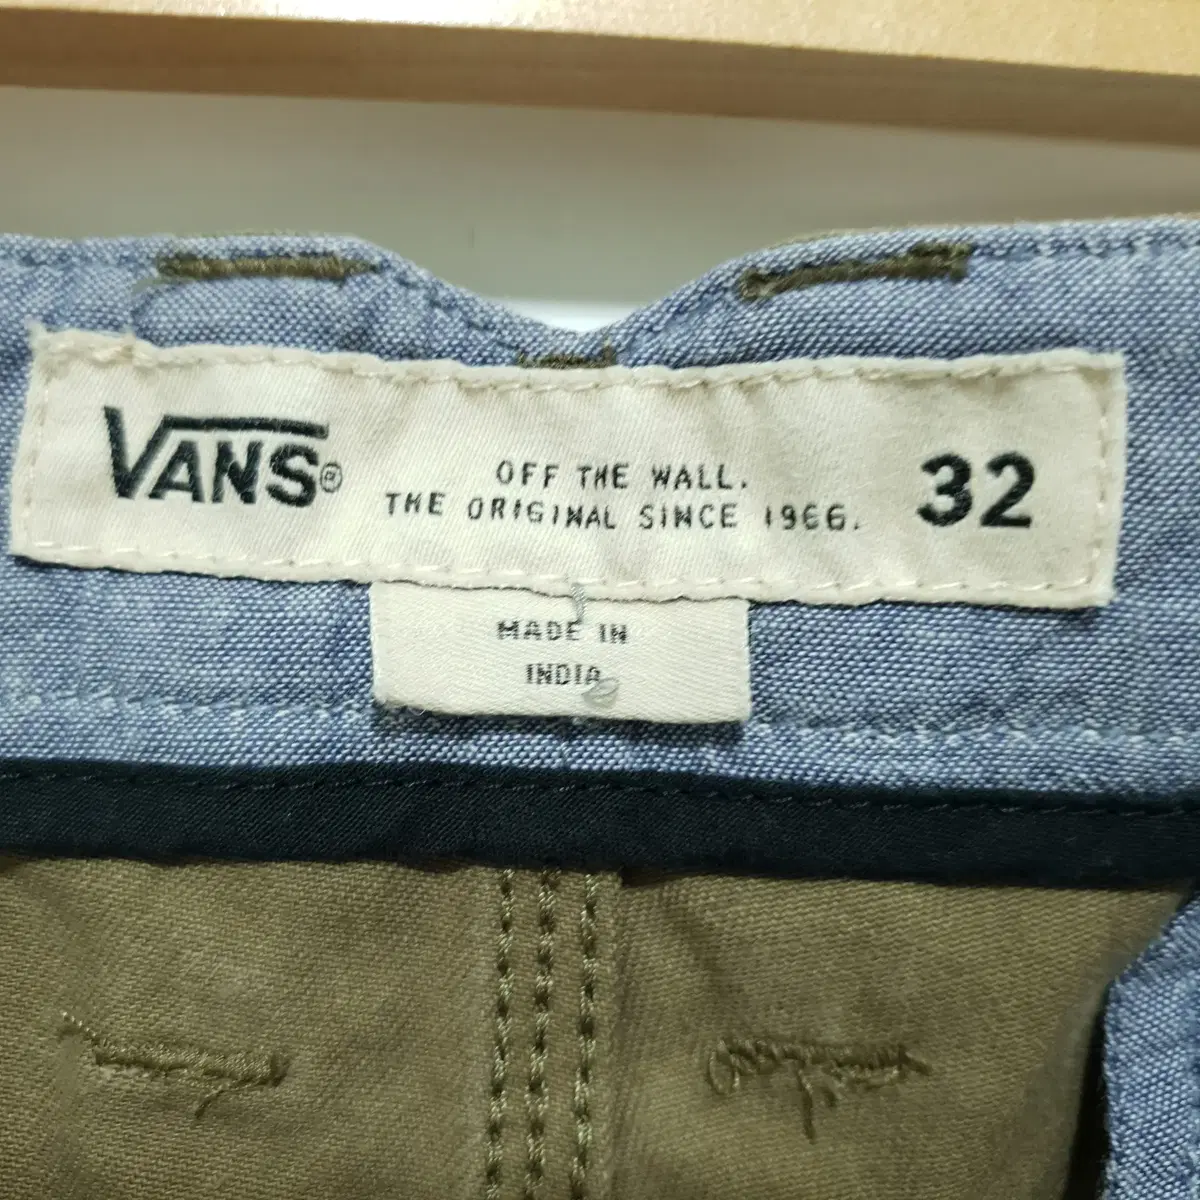 VANS®
OFF THE WALL.
THE ORIGINAL SINCE 1966.
32
MADE IN
INDIA